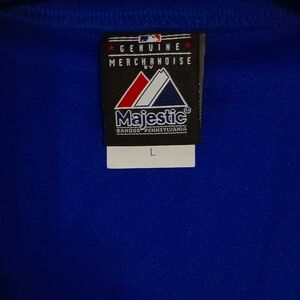 GENUINE
MERCHANDISE
BY
Majestic®
BANGOR PENNSYLVANIA
L